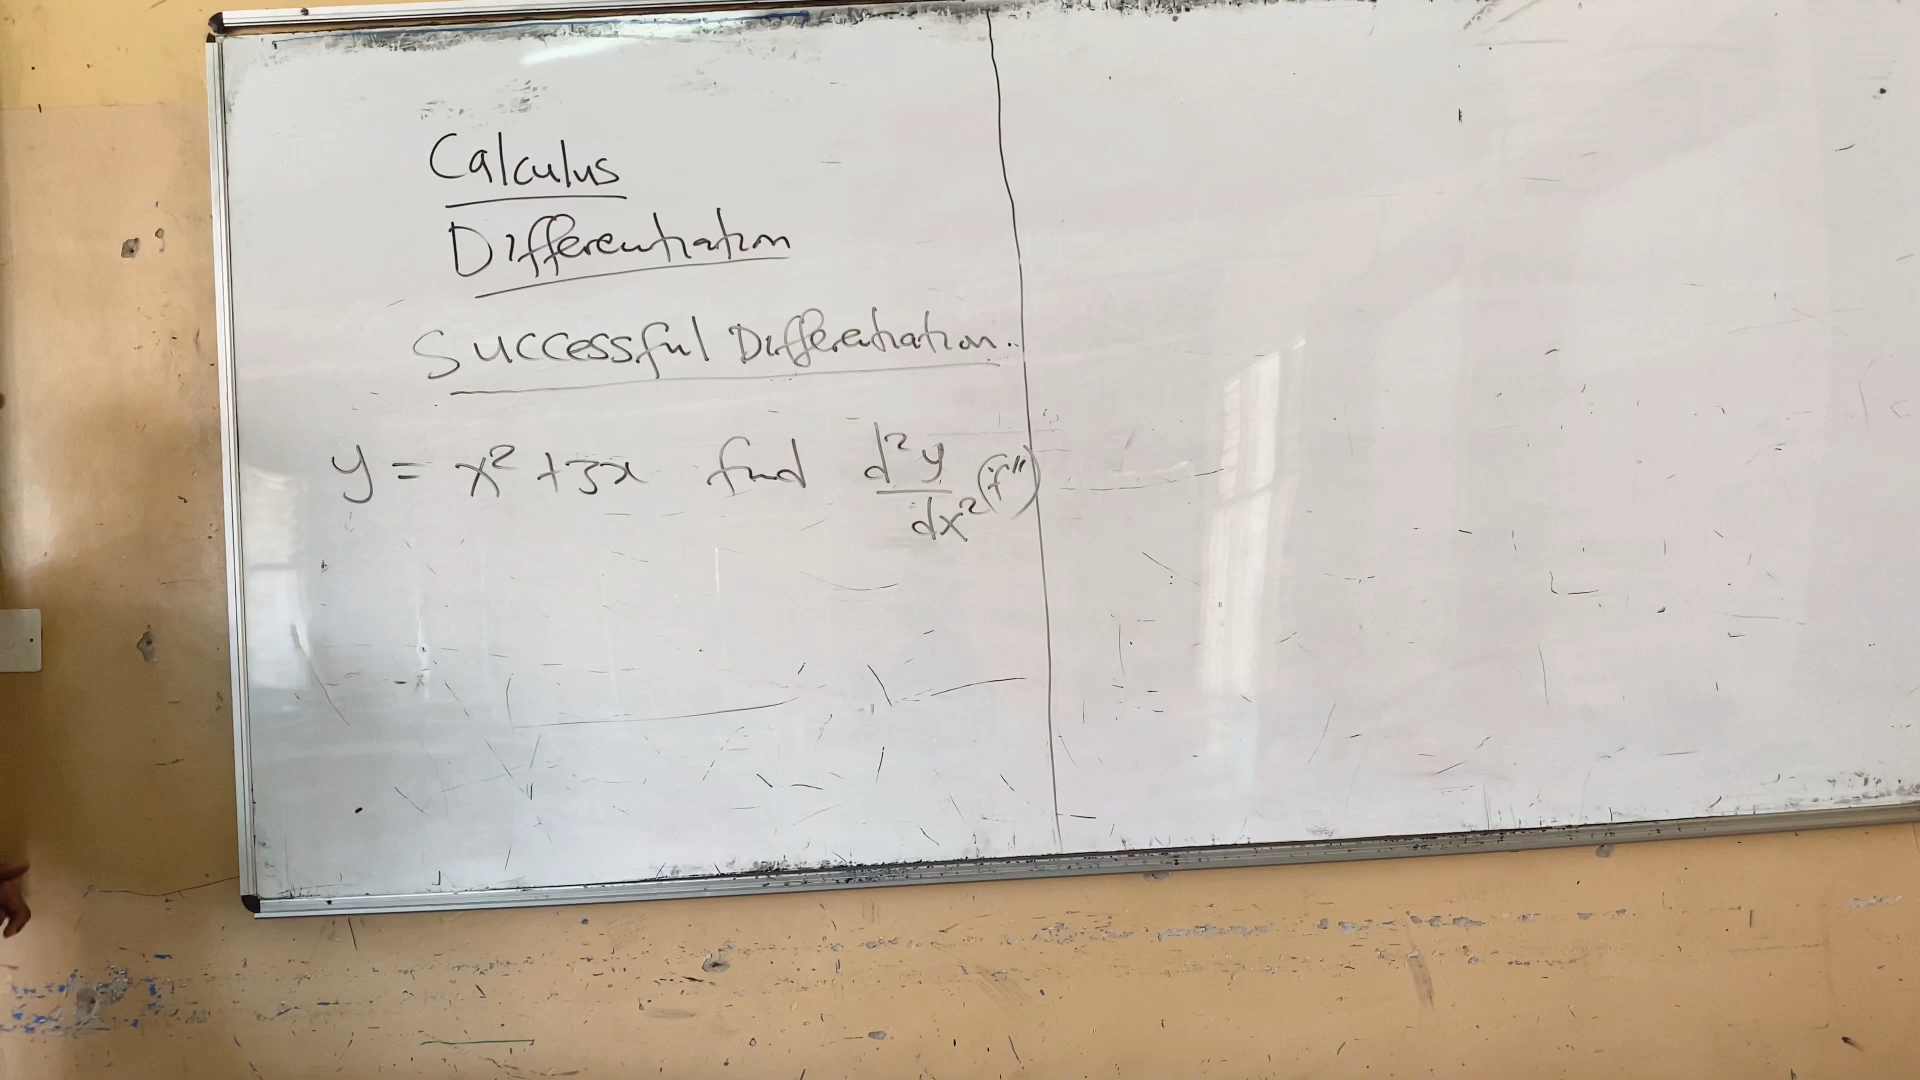 Calculus
Differentiation
Successful Differentiation.
y = x² + 3x find d²y/dx² (f'')